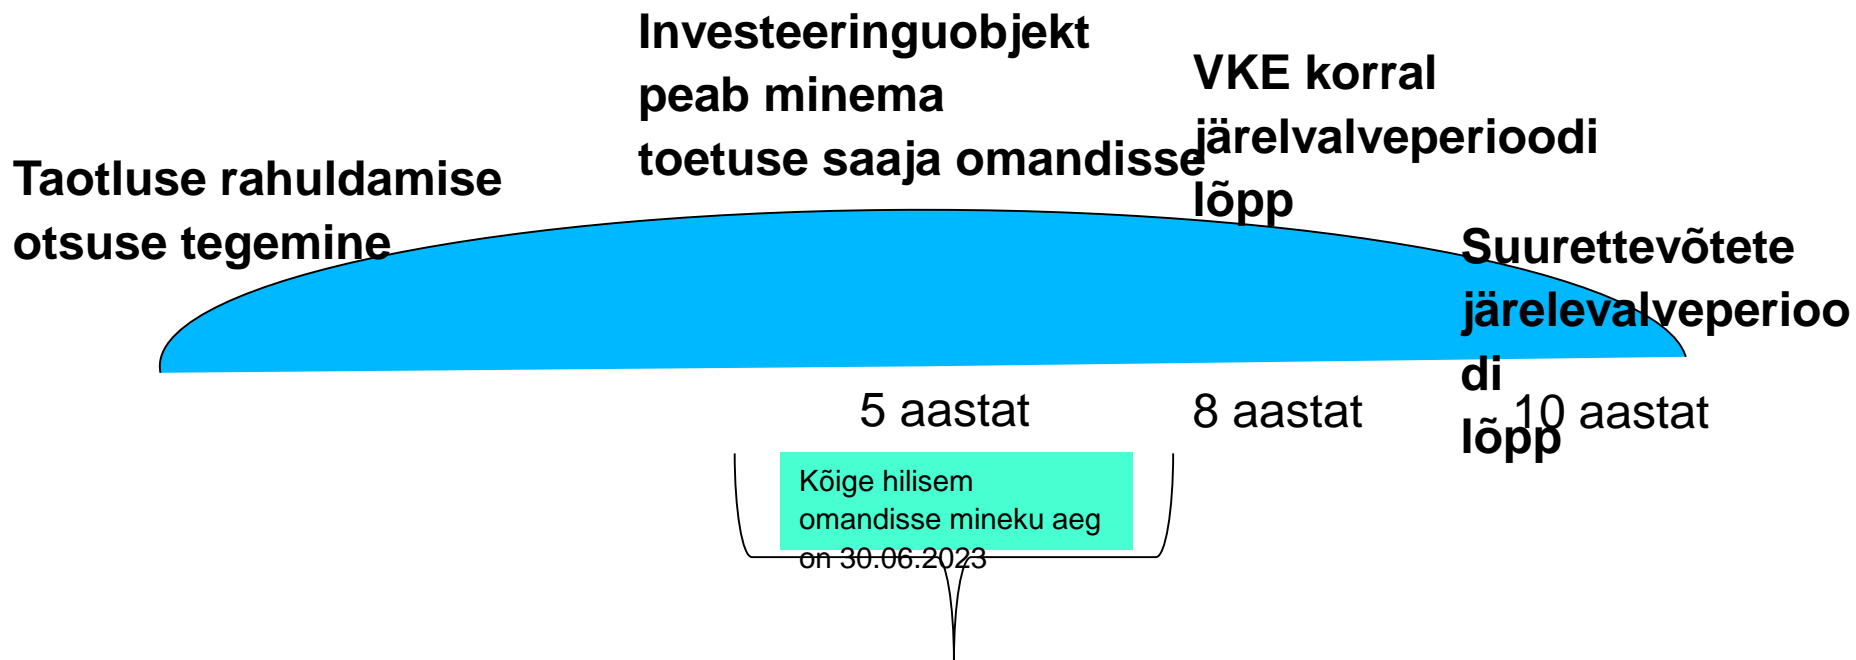 Taotluse rahuldamise
otsuse tegemine
Investeeringuobjekt
peab minema
toetuse saaja omandisse
VKE korral
järelvalveperioodi
lõpp
Suurettevõtete
järelevalveperioo
di
lõpp
5 aastat
8 aastat
10 aastat
Kõige hilisem
omandisse mineku aeg
on 30.06.2023